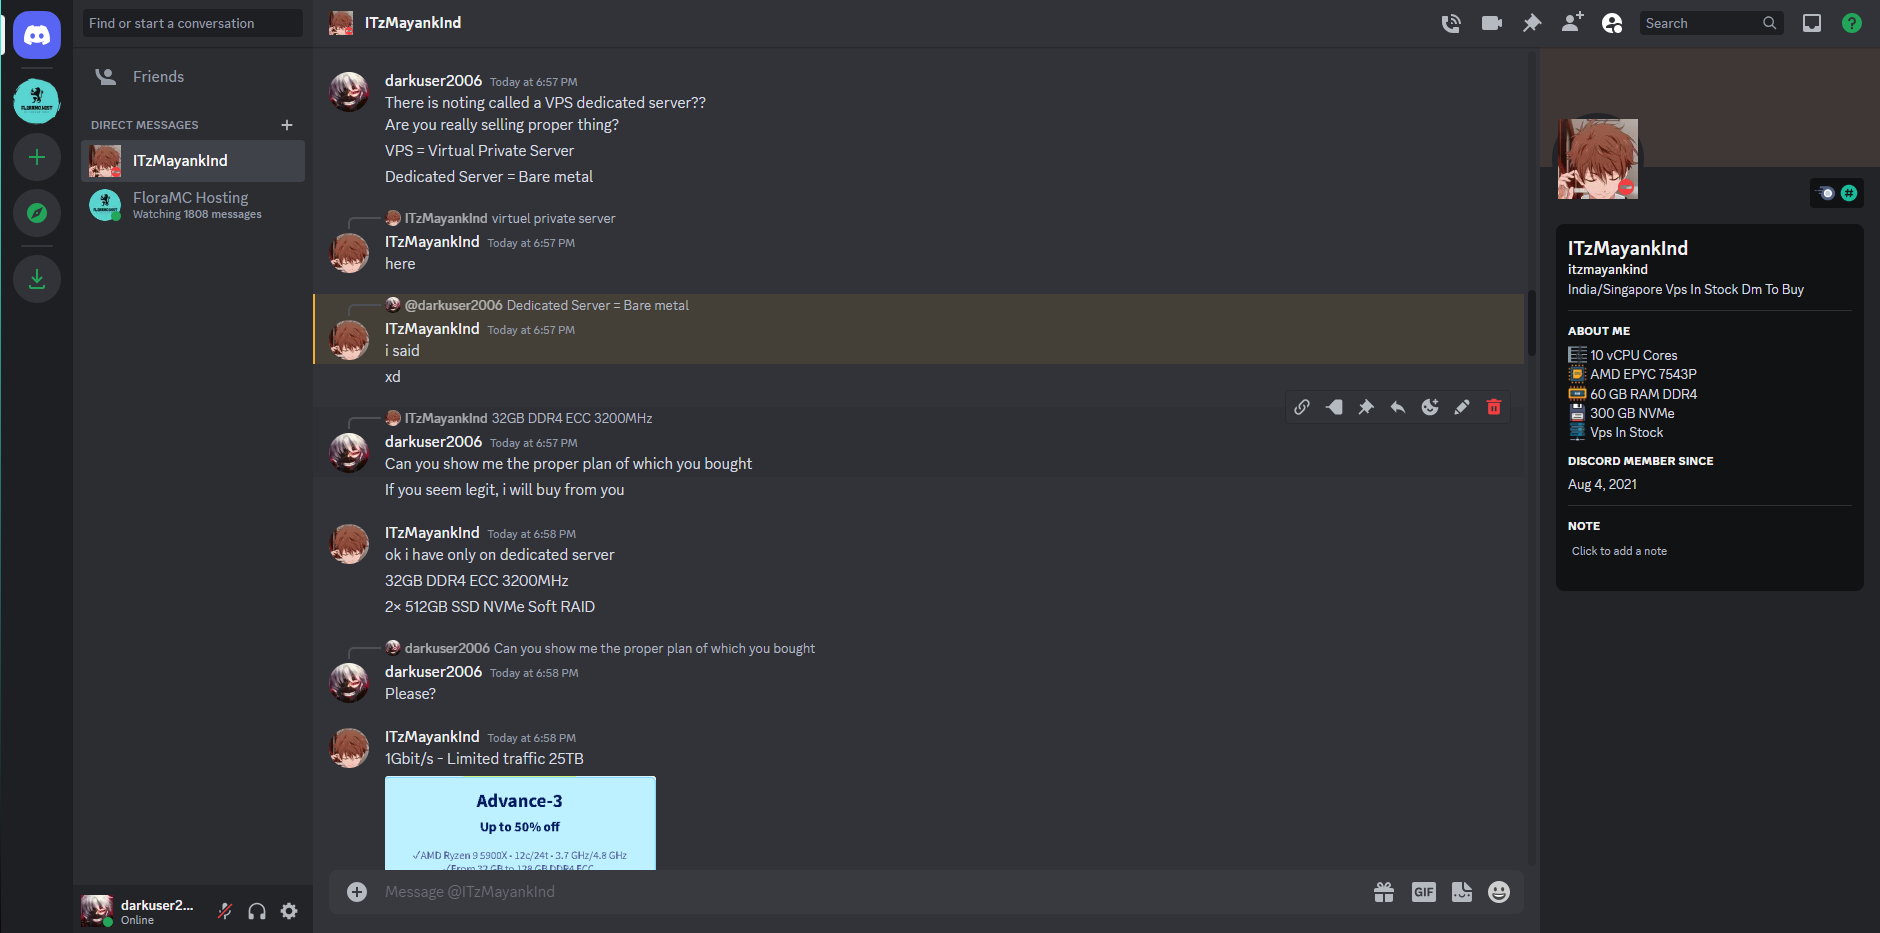 Find or start a conversation
Friends
DIRECT MESSAGES
ITzMayankInd
FloraMC Hosting
Watching 1808 messages
darkuser2...
Online
ITzMayankInd
Search
darkuser2006 Today at 6:57 PM
There is noting called a VPS dedicated server??
Are you really selling proper thing?
VPS = Virtual Private Server
Dedicated Server = Bare metal
ITzMayankInd virtuel private server
ITzMayankInd Today at 6:57 PM
here
@darkuser2006 Dedicated Server = Bare metal
ITzMayankInd Today at 6:57 PM
i said
xd
ITzMayankInd 32GB DDR4 ECC 3200MHz
darkuser2006 Today at 6:57 PM
Can you show me the proper plan of which you bought
If you seem legit, i will buy from you
ITzMayankInd Today at 6:58 PM
ok i have only on dedicated server
32GB DDR4 ECC 3200MHz
2× 512GB SSD NVMe Soft RAID
darkuser2006 Can you show me the proper plan of which you bought
darkuser2006 Today at 6:58 PM
Please?
ITzMayankInd Today at 6:58 PM
1Gbit/s - Limited traffic 25TB
Advance-3
Up to 50% off
✓AMD Ryzen 9 5900X - 12c/24t - 3.7 GHz/4.8 GHz
✓From 32 GB to 128 GB DDR4 ECC
Message @ITzMayankInd
GIF
ITzMayankInd
itzmayankind
India/Singapore Vps In Stock Dm To Buy
ABOUT ME
10 vCPU Cores
AMD EPYC 7543P
60 GB RAM DDR4
300 GB NVMe
Vps In Stock
DISCORD MEMBER SINCE
Aug 4, 2021
NOTE
Click to add a note